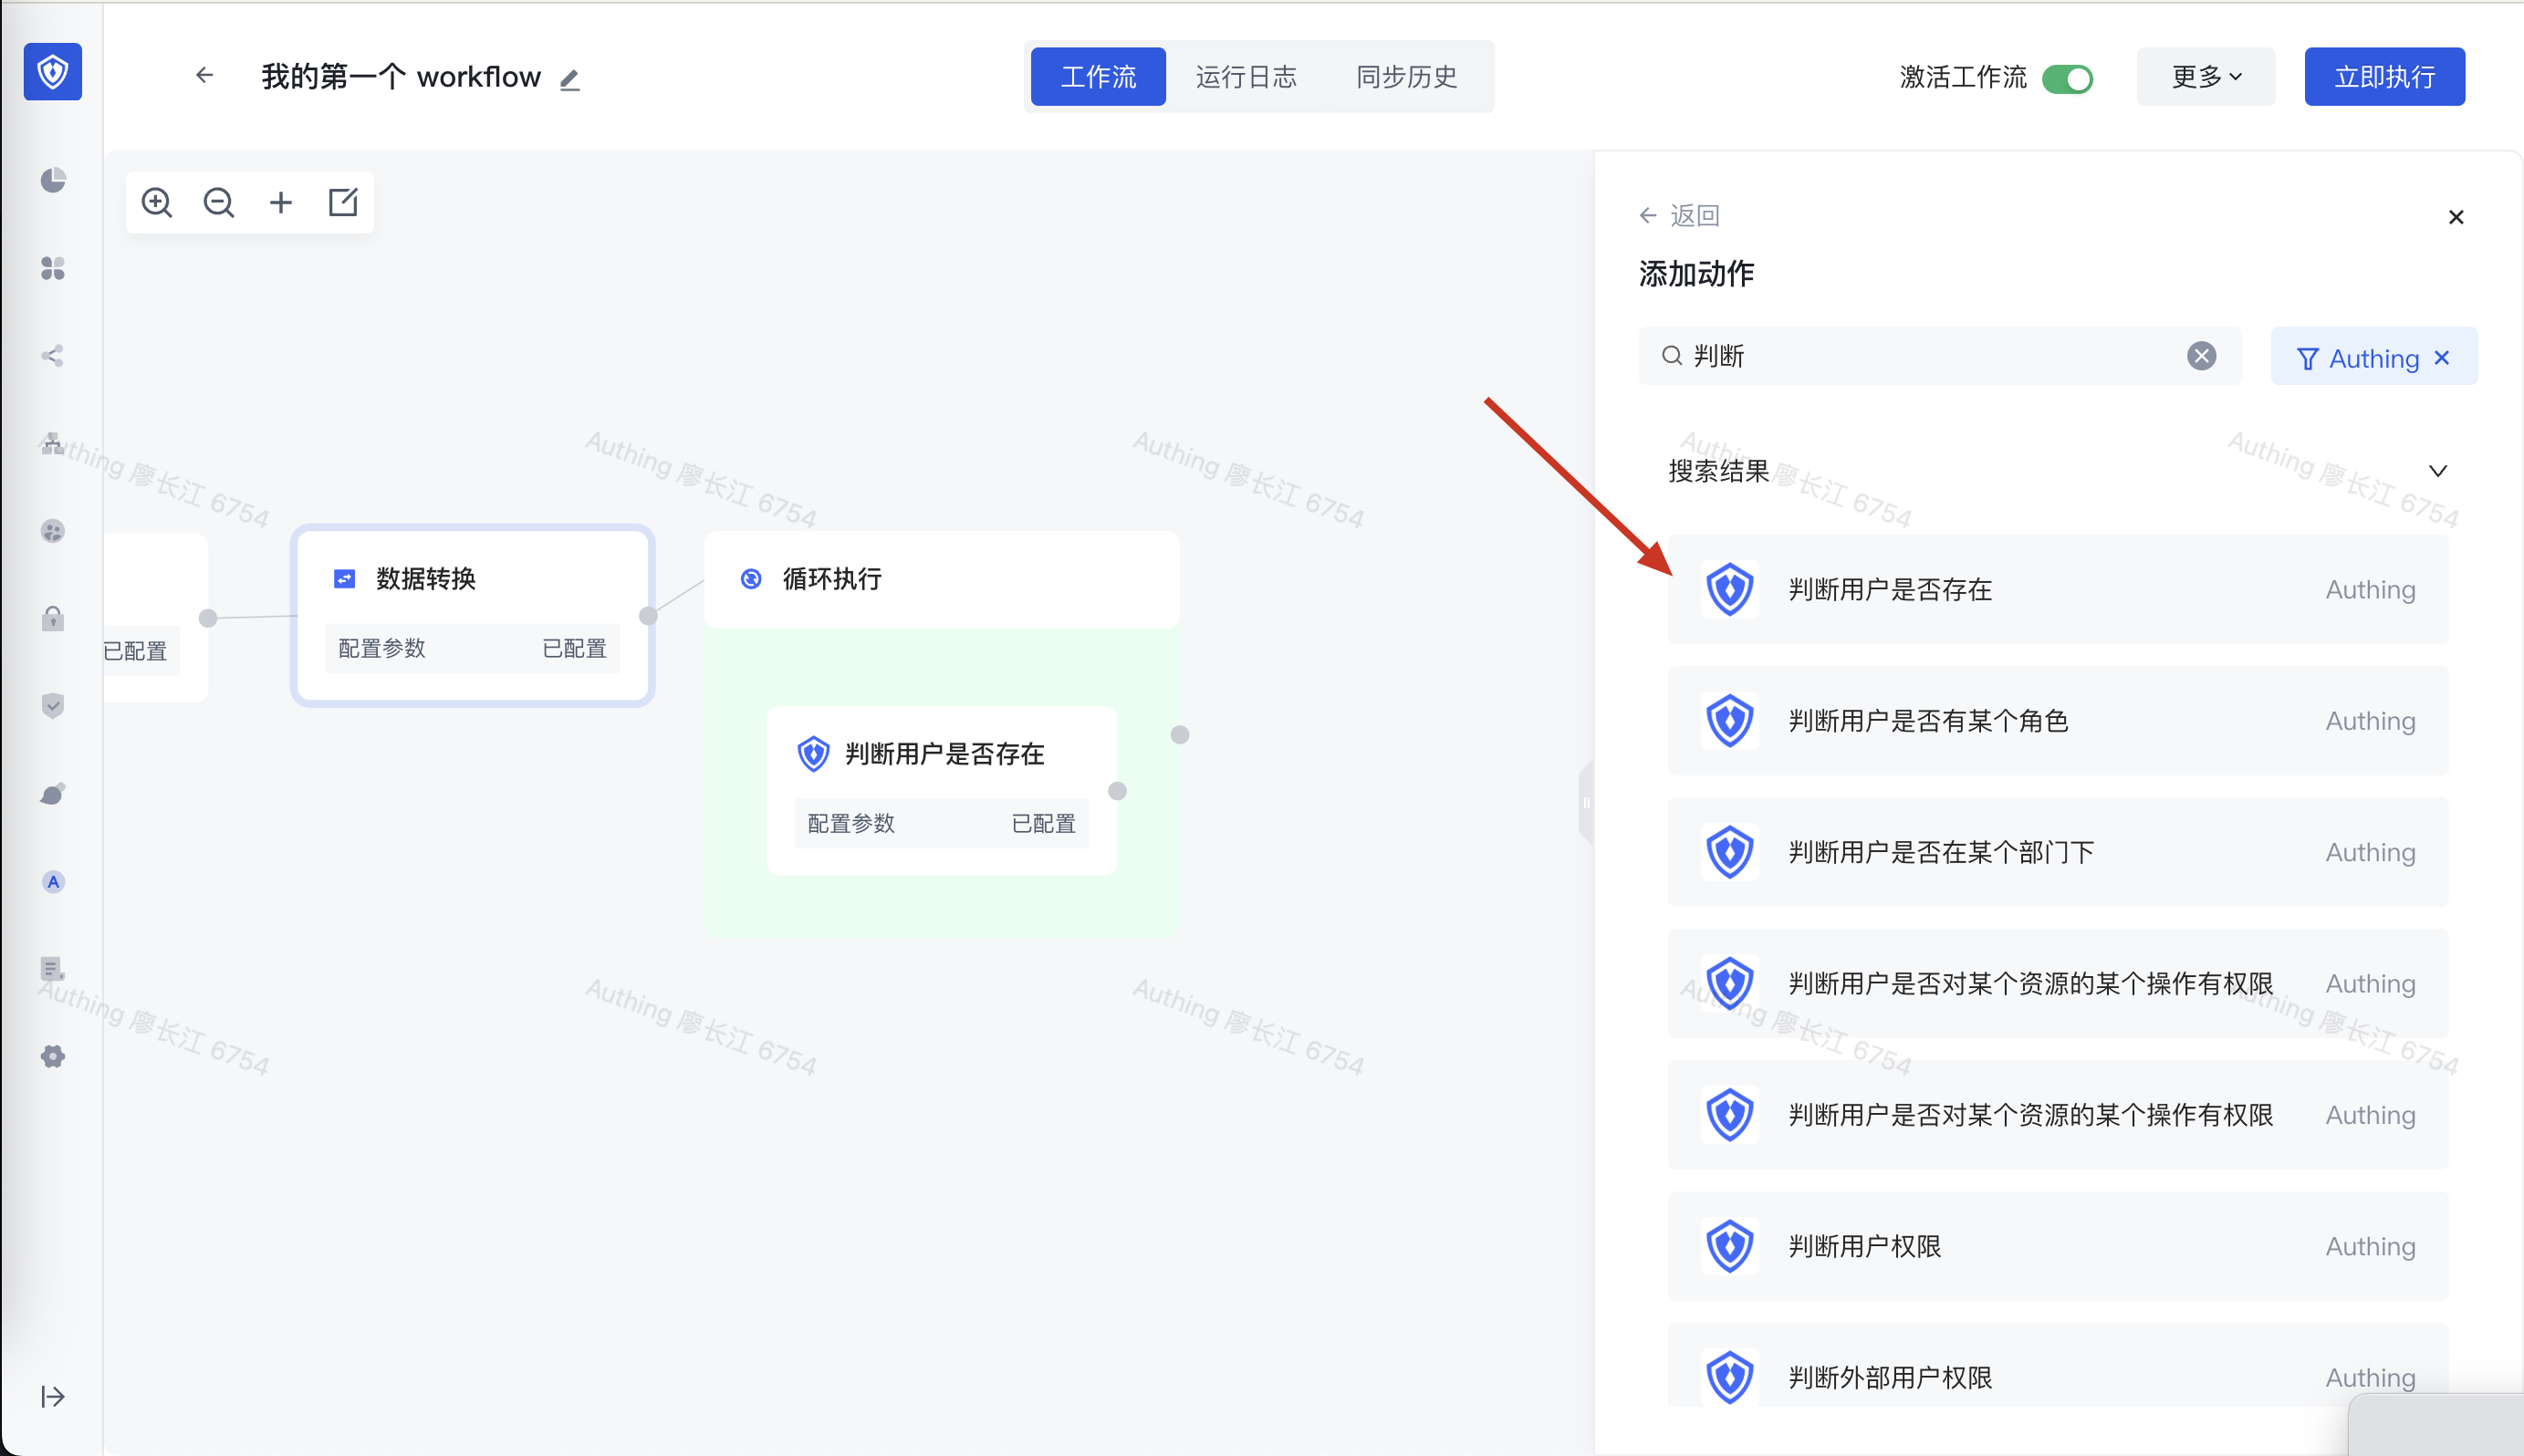 我的第一个 workflow
工作流
运行日志
同步历史
激活工作流
更多
立即执行
已配置
数据转换
配置参数 已配置
循环执行
判断用户是否存在
配置参数 已配置
返回
添加动作
判断
Authing
搜索结果
判断用户是否存在 Authing
判断用户是否有某个角色 Authing
判断用户是否在某个部门下 Authing
判断用户是否对某个资源的某个操作有权限 Authing
判断用户是否对某个资源的某个操作有权限 Authing
判断用户权限 Authing
判断外部用户权限 Authing
A
Authing 廖长江 6754
Authing 廖长江 6754
Authing 廖长江 6754
Authing 廖长江 6754
Authing 廖长江 6754
Authing 廖长江 6754
Authing 廖长江 6754
Authing 廖长江 6754
Authing 廖长江 6754
Authing 廖长江 6754